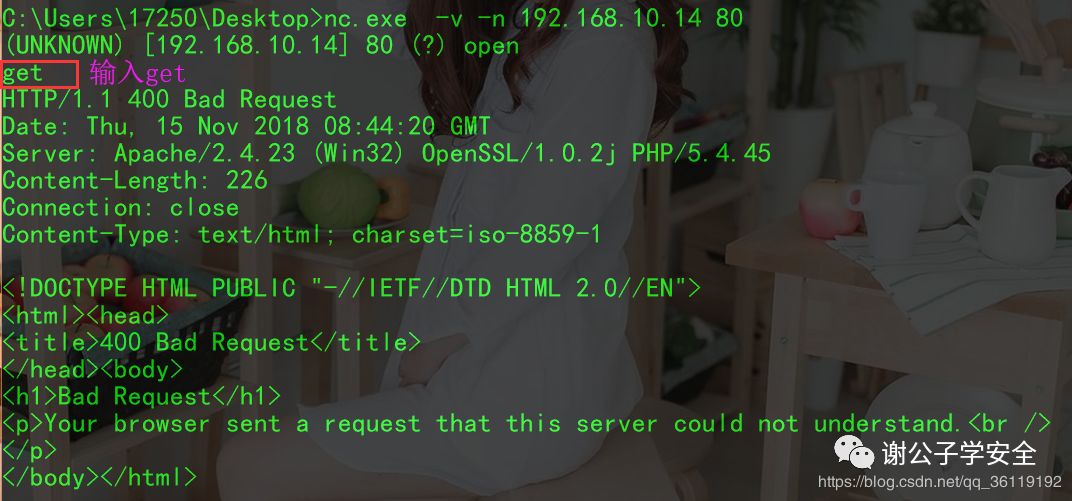 C:\Users\17250\Desktop>nc.exe  -v -n 192.168.10.14 80
(UNKNOWN) [192.168.10.14] 80 (?) open
get 输入get
HTTP/1.1 400 Bad Request
Date: Thu, 15 Nov 2018 08:44:20 GMT
Server: Apache/2.4.23 (Win32) OpenSSL/1.0.2j PHP/5.4.45
Content-Length: 226
Connection: close
Content-Type: text/html; charset=iso-8859-1
<!DOCTYPE HTML PUBLIC "-//IETF//DTD HTML 2.0//EN">
<html><head>
<title>400 Bad Request</title>
</head><body>
<h1>Bad Request</h1>
<p>Your browser sent a request that this server could not understand.<br />
</p>
</body></html>
谢公子学安全
https://blog.csdn.net/qq_36119192